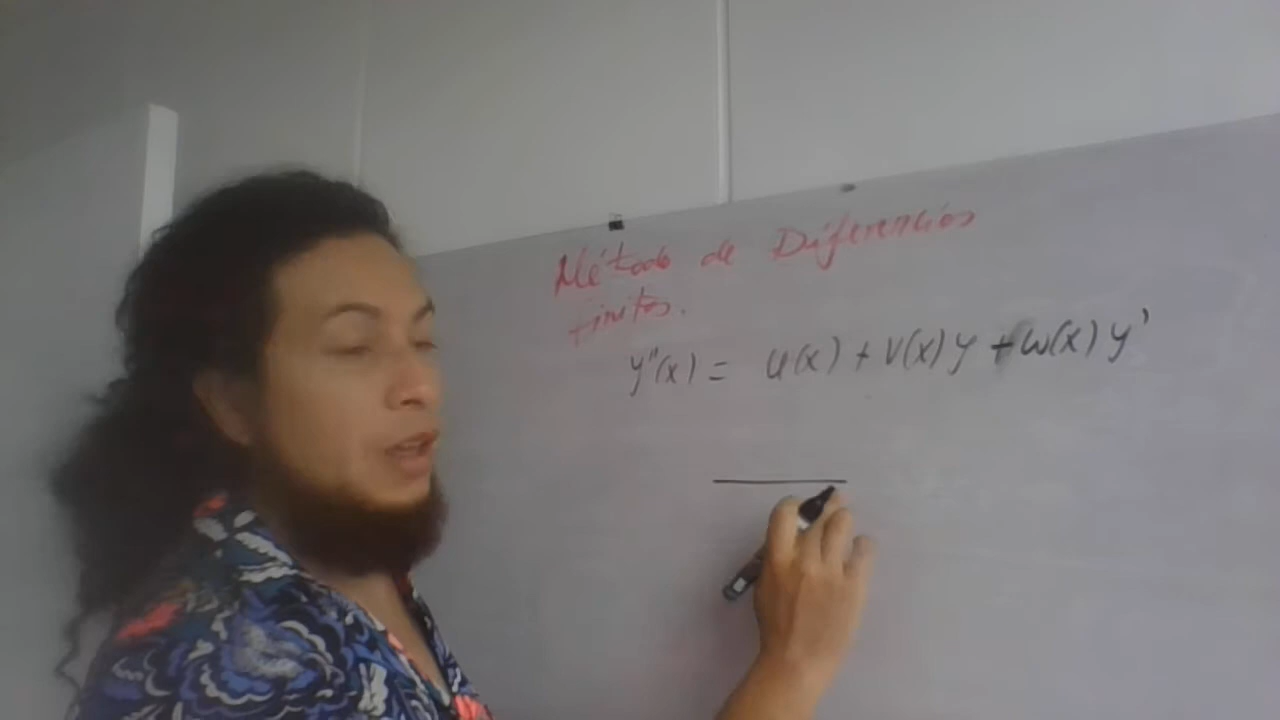 Método de Diferencias
finitas.
y''(x) = u(x) + v(x) y + w(x) y'